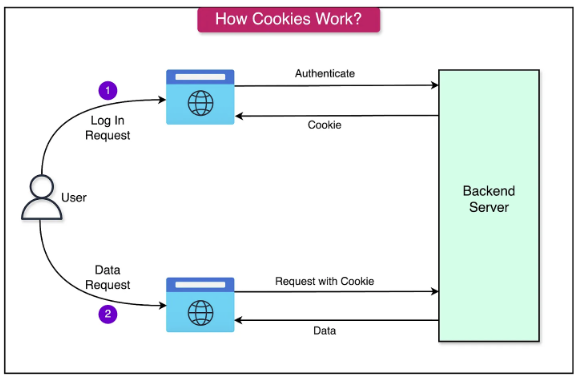 How Cookies Work?
1
Log In
Request
Authenticate
Cookie
User
Backend
Server
Data
Request
2
Request with Cookie
Data